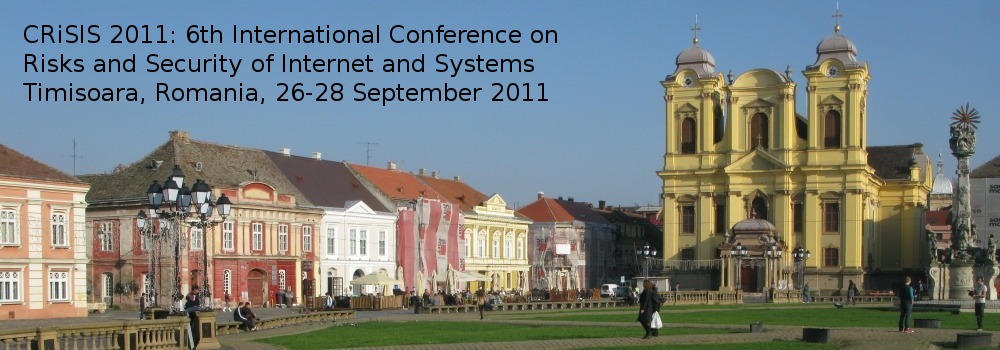 CRiSIS 2011: 6th International Conference on
Risks and Security of Internet and Systems
Timisoara, Romania, 26-28 September 2011